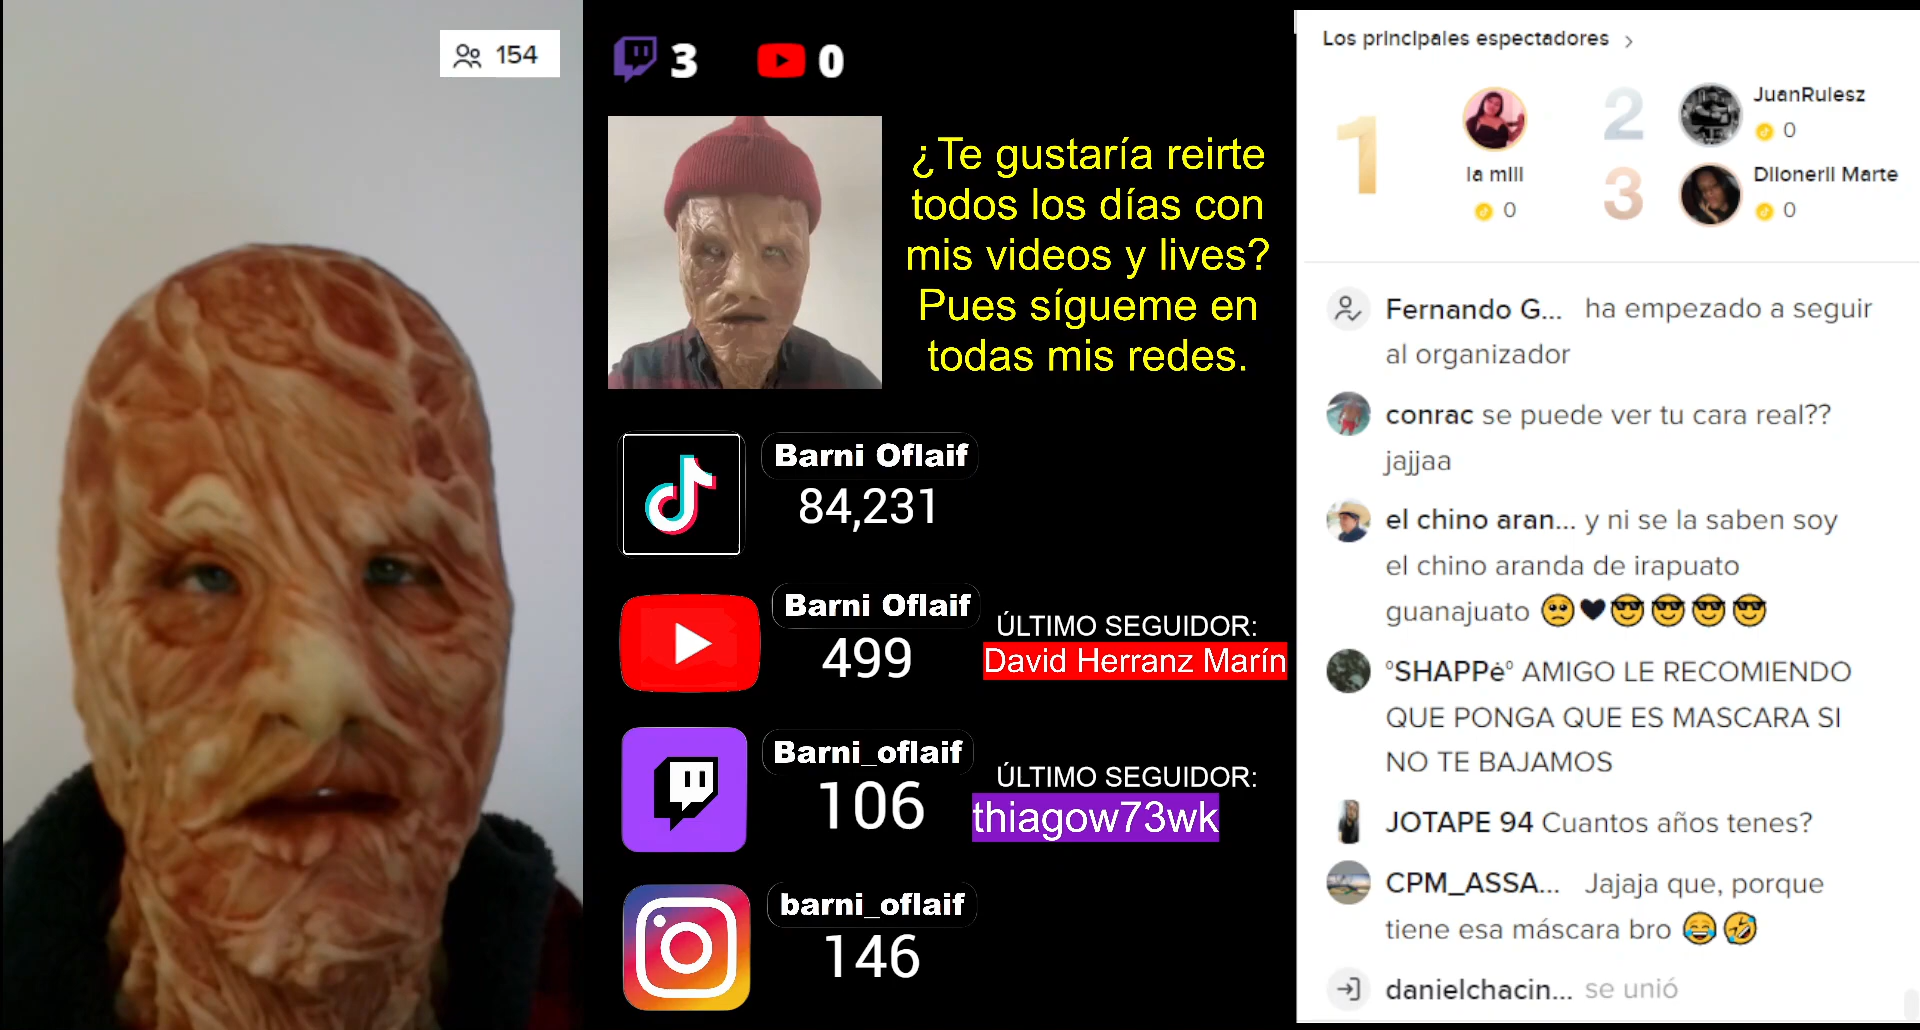 154
3
0
¿Te gustaría reirte
todos los días con
mis videos y lives?
Pues sígueme en
todas mis redes.
Barni Oflaif
84,231
Barni Oflaif
499
ÚLTIMO SEGUIDOR:
David Herranz Marín
Barni_oflaif
106
ÚLTIMO SEGUIDOR:
thiagow73wk
barni_oflaif
146
Los principales espectadores >
1
la mlll
0
2
JuanRulesz
0
3
Dlloneril Marte
0
Fernando G... ha empezado a seguir
al organizador
conrac se puede ver tu cara real??
jajjaa
el chino aran... y ni se la saben soy
el chino aranda de irapuato
guanajuato 🥺🖤😎😎😎😎
°SHAPPė° AMIGO LE RECOMIENDO
QUE PONGA QUE ES MASCARA SI
NO TE BAJAMOS
JOTAPE 94 Cuantos años tenes?
CPM_ASSA... Jajaja que, porque
tiene esa máscara bro 😂🤣
danielchacin... se unió